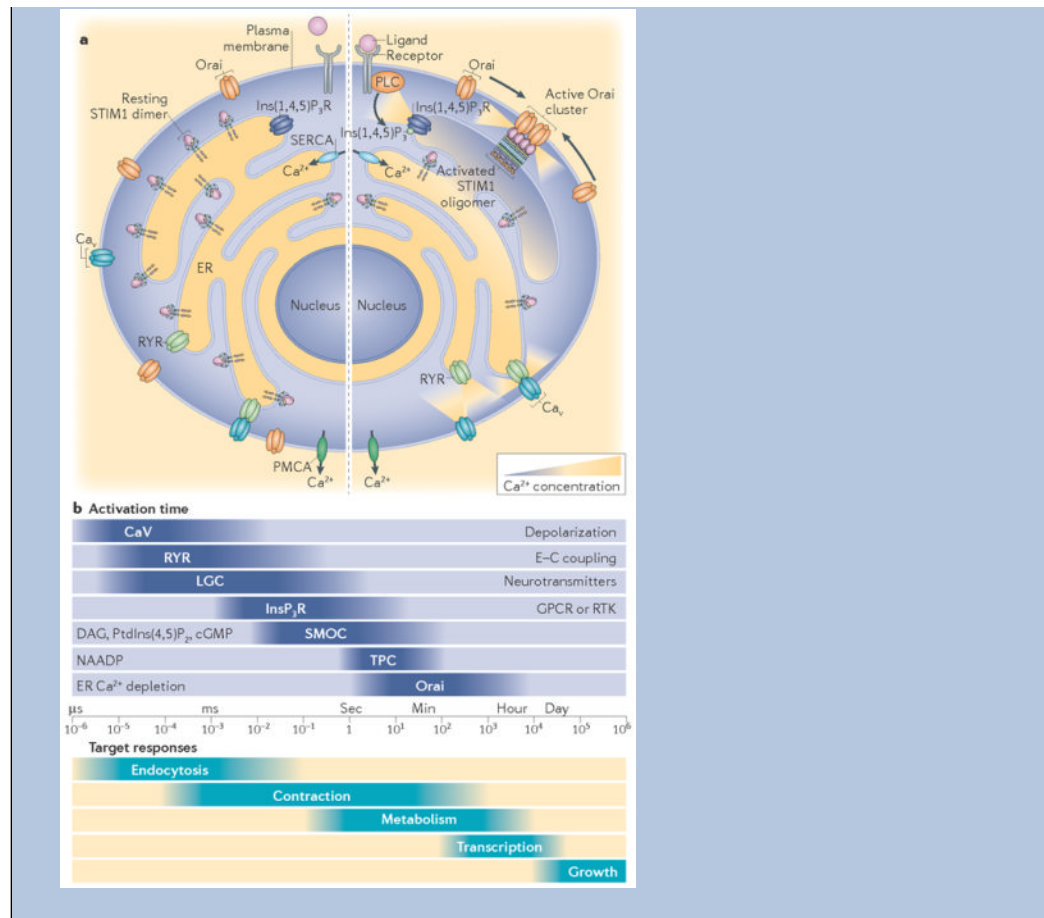 a
Plasma
membrane
Ligand
Receptor
Orai
PLC
Orai
Resting
STIM1 dimer
Ins(1,4,5)P₃R
Ins(1,4,5)P₃R
Active Orai
cluster
Ins(1,4,5)P₃
SERCA
Ca²⁺
Ca²⁺
Activated
STIM1
oligomer
Caᵥ
ER
Nucleus
Nucleus
RYR
RYR
Caᵥ
PMCA
Ca²⁺
Ca²⁺
Ca²⁺ concentration
b Activation time
CaV Depolarization
RYR E–C coupling
LGC Neurotransmitters
InsP₃R GPCR or RTK
DAG, PtdIns(4,5)P₂, cGMP SMOC
NAADP TPC
ER Ca²⁺ depletion Orai
μs ms Sec Min Hour Day
10⁻⁶ 10⁻⁵ 10⁻⁴ 10⁻³ 10⁻² 10⁻¹ 1 10¹ 10² 10³ 10⁴ 10⁵ 10⁶
Target responses
Endocytosis
Contraction
Metabolism
Transcription
Growth